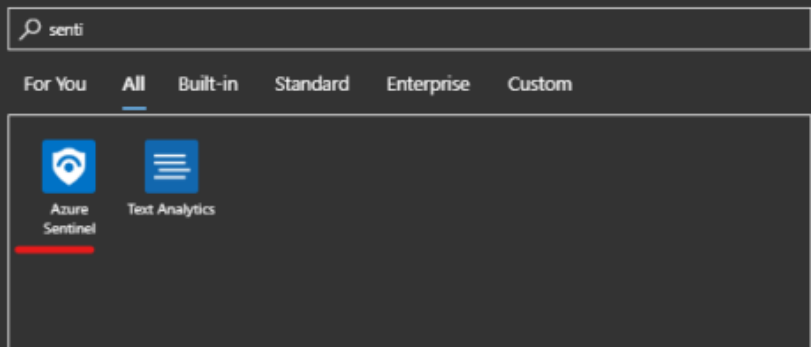 senti
For You All Built-in Standard Enterprise Custom
Azure Text Analytics
Sentinel